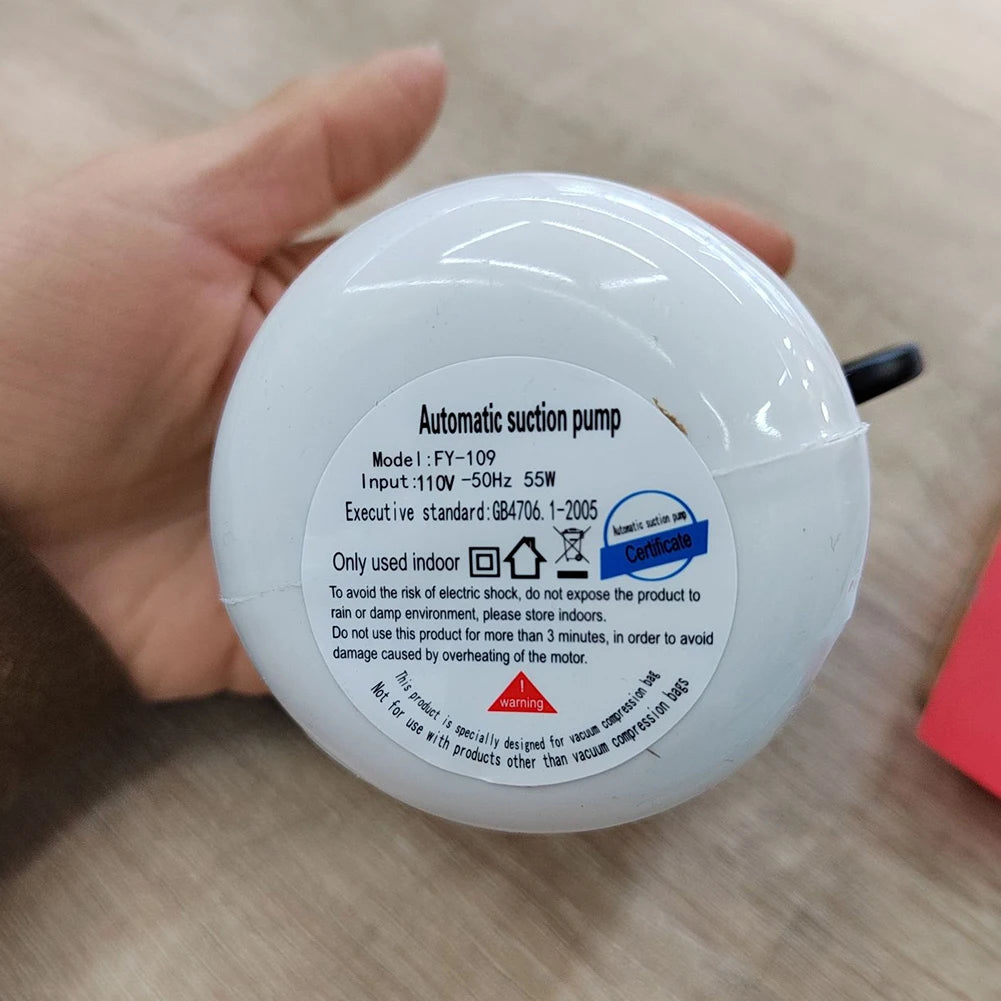 Automatic suction pump
Model:FY-109
Input:110V -50Hz 55W
Executive standard:GB4706.1-2005
Automatic suction pump
Certificate
Only used indoor
To avoid the risk of electric shock, do not expose the product to
rain or damp environment, please store indoors.
Do not use this product for more than 3 minutes, in order to avoid
damage caused by overheating of the motor.
!
warning
This product is specially designed for vacuum compression bag
Not for use with products other than vacuum compression bags